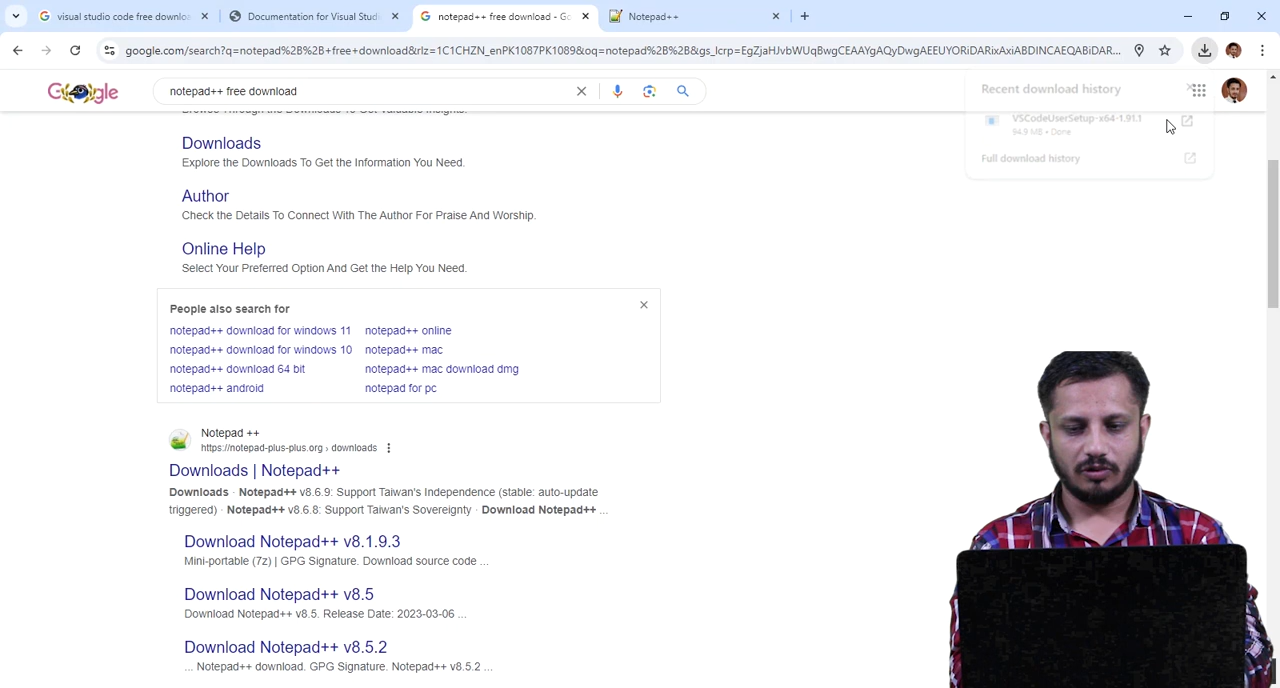 visual studio code free downloa
Documentation for Visual Studi
notepad++ free download - Go
Notepad++
google.com/search?q=notepad%2B%2B+free+download&rlz=1C1CHZN_enPK1087PK1089&oq=notepad%2B%2B&gs_lcrp=EgZjaHJvbWUqBwgCEAAYgAQyDwgAEEUYORiDARixAxiABDINCAEQABiDAR...
Google
notepad++ free download
Recent download history
VSCodeUserSetup-x64-1.91.1
94.9 MB • Done
Full download history
Downloads
Explore the Downloads To Get the Information You Need.
Author
Check the Details To Connect With The Author For Praise And Worship.
Online Help
Select Your Preferred Option And Get the Help You Need.
People also search for
notepad++ download for windows 11 notepad++ online
notepad++ download for windows 10 notepad++ mac
notepad++ download 64 bit notepad++ mac download dmg
notepad++ android notepad for pc
Notepad ++
https://notepad-plus-plus.org › downloads
Downloads | Notepad++
Downloads · Notepad++ v8.6.9: Support Taiwan's Independence (stable: auto-update
triggered) · Notepad++ v8.6.8: Support Taiwan's Sovereignty · Download Notepad++ ...
Download Notepad++ v8.1.9.3
Mini-portable (7z) | GPG Signature. Download source code ...
Download Notepad++ v8.5
Download Notepad++ v8.5. Release Date: 2023-03-06 ...
Download Notepad++ v8.5.2
... Notepad++ download. GPG Signature. Notepad++ v8.5.2 ...